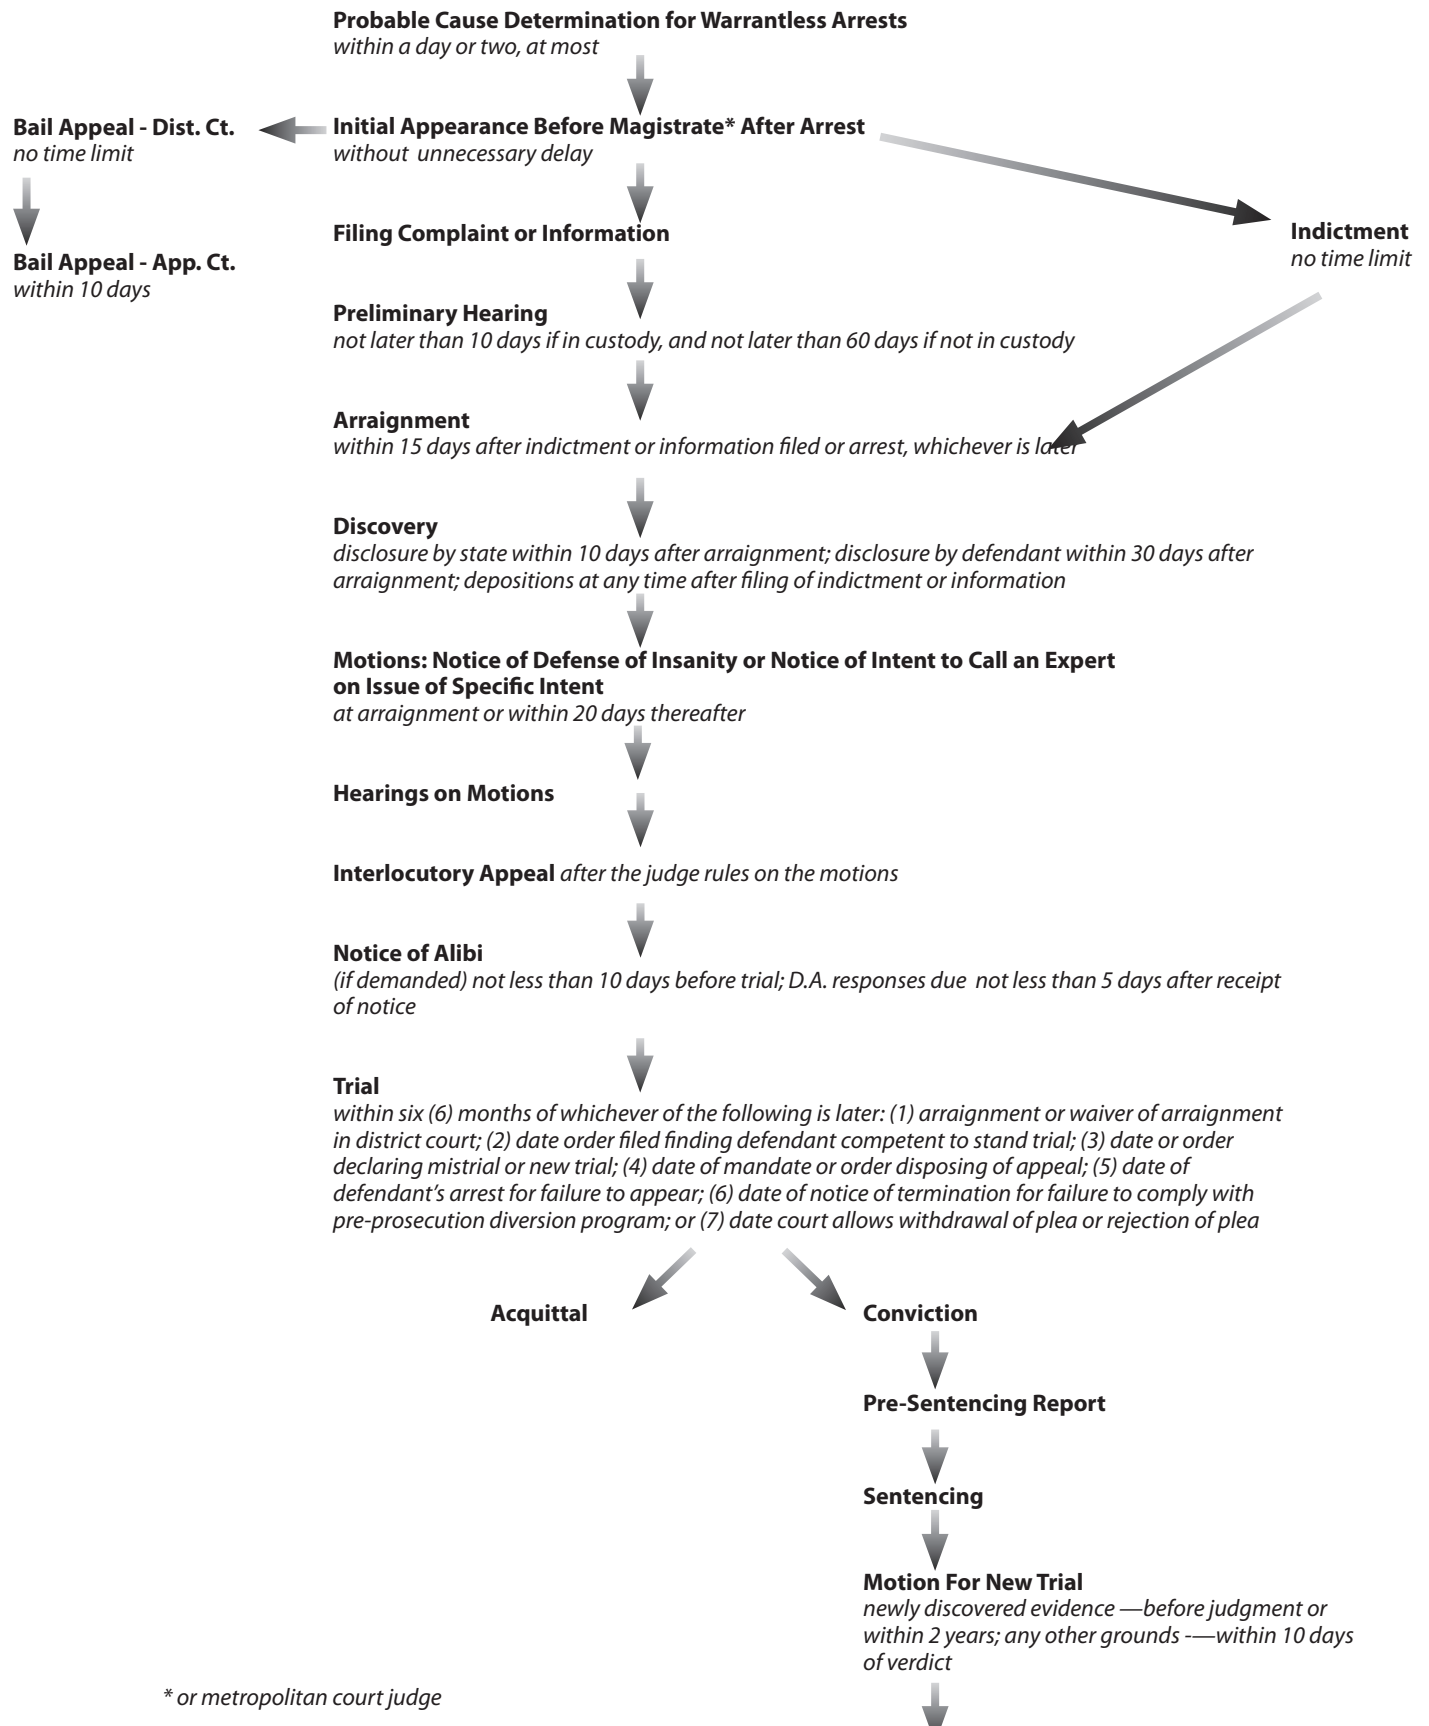 Probable Cause Determination for Warrantless Arrests
within a day or two, at most
Bail Appeal - Dist. Ct.
no time limit
Initial Appearance Before Magistrate* After Arrest
without  unnecessary delay
Filing Complaint or Information
Indictment
no time limit
Bail Appeal - App. Ct.
within 10 days
Preliminary Hearing
not later than 10 days if in custody, and not later than 60 days if not in custody
Arraignment
within 15 days after indictment or information filed or arrest, whichever is later
Discovery
disclosure by state within 10 days after arraignment; disclosure by defendant within 30 days after
arraignment; depositions at any time after filing of indictment or information
Motions: Notice of Defense of Insanity or Notice of Intent to Call an Expert
on Issue of Specific Intent
at arraignment or within 20 days thereafter
Hearings on Motions
Interlocutory Appeal after the judge rules on the motions
Notice of Alibi
(if demanded) not less than 10 days before trial; D.A. responses due  not less than 5 days after receipt
of notice
Trial
within six (6) months of whichever of the following is later: (1) arraignment or waiver of arraignment
in district court; (2) date order filed finding defendant competent to stand trial; (3) date or order
declaring mistrial or new trial; (4) date of mandate or order disposing of appeal; (5) date of
defendant’s arrest for failure to appear; (6) date of notice of termination for failure to comply with
pre-prosecution diversion program; or (7) date court allows withdrawal of plea or rejection of plea
Acquittal
Conviction
Pre-Sentencing Report
Sentencing
Motion For New Trial
newly discovered evidence —before judgment or
within 2 years; any other grounds -—within 10 days
of verdict
* or metropolitan court judge